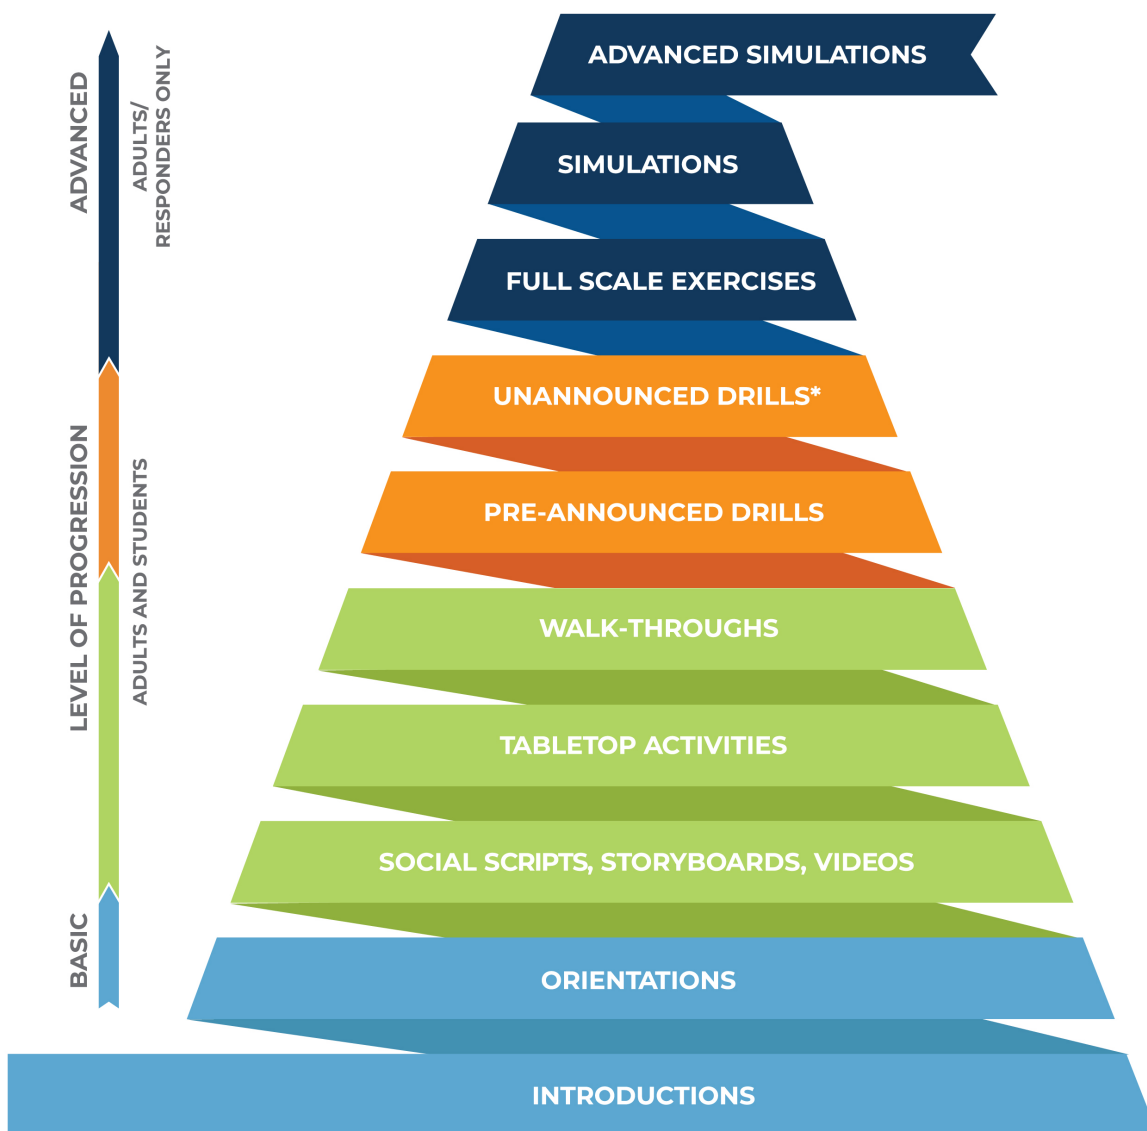 ADVANCED SIMULATIONS
SIMULATIONS
FULL SCALE EXERCISES
UNANNOUNCED DRILLS*
PRE-ANNOUNCED DRILLS
WALK-THROUGHS
TABLETOP ACTIVITIES
SOCIAL SCRIPTS, STORYBOARDS, VIDEOS
ORIENTATIONS
INTRODUCTIONS
ADVANCED
ADULTS/
RESPONDERS ONLY
LEVEL OF PROGRESSION
ADULTS AND STUDENTS
BASIC